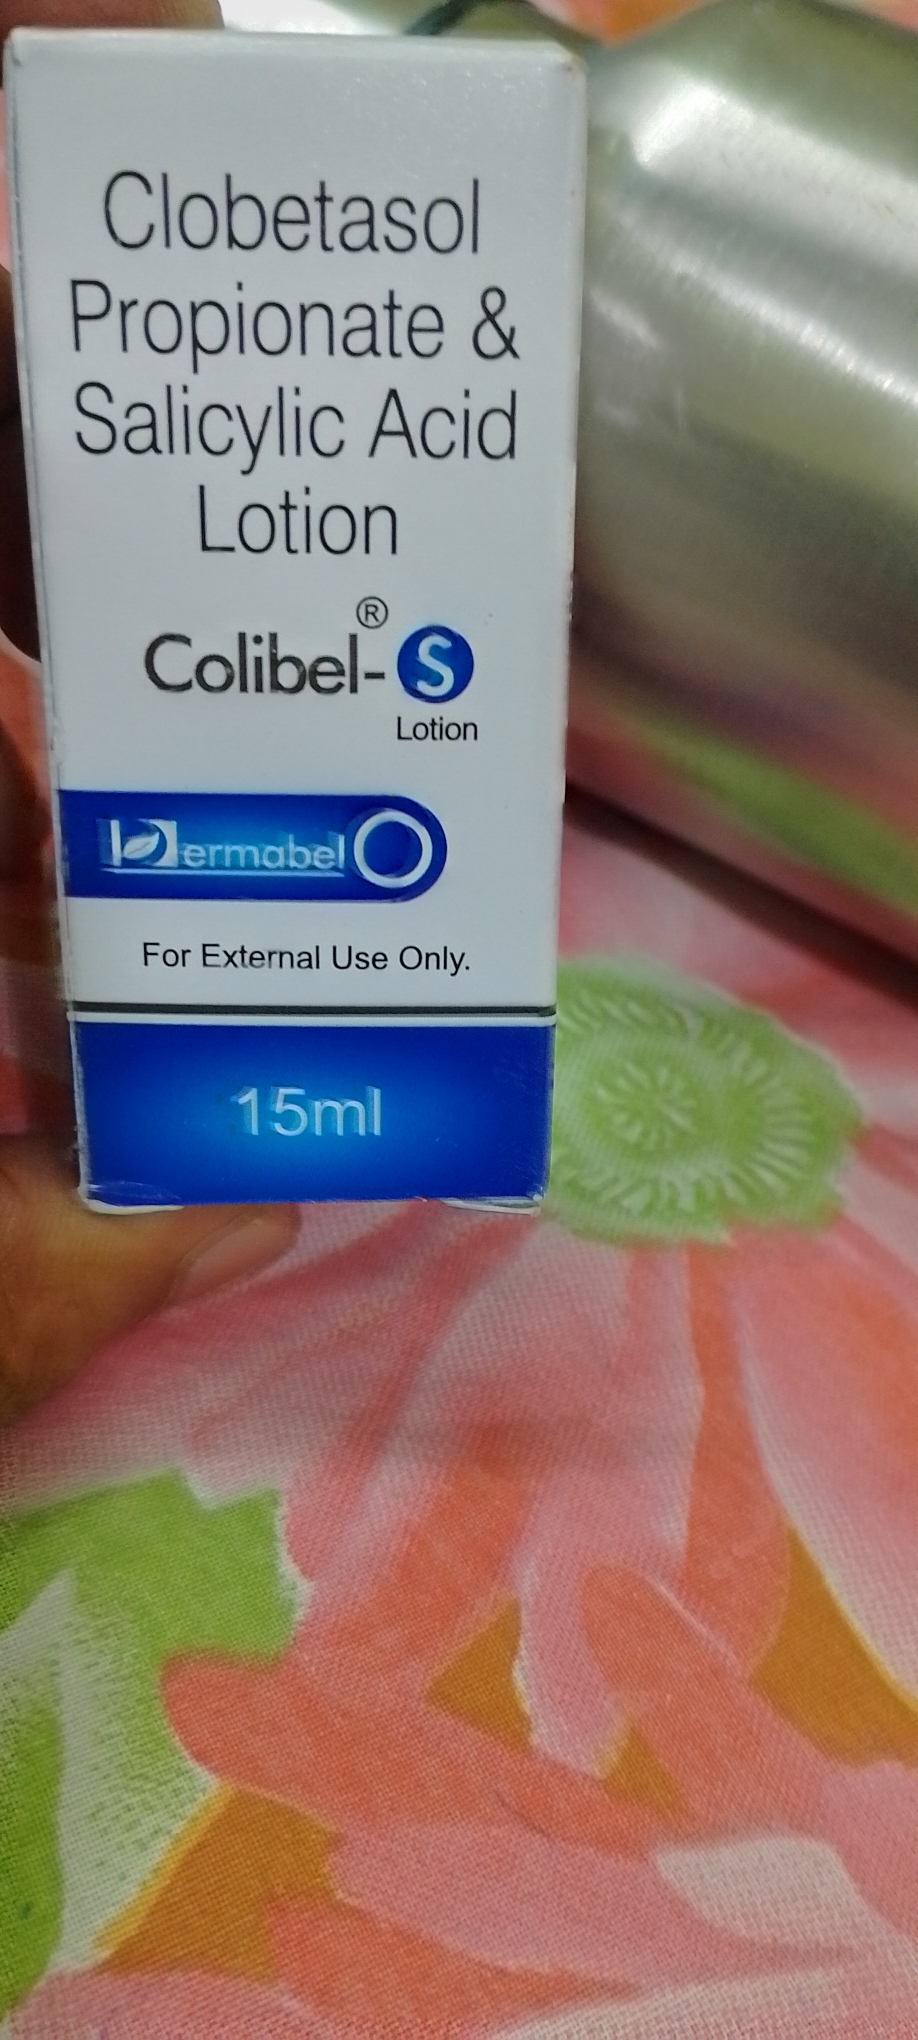 Clobetasol
Propionate &
Salicylic Acid
Lotion
Colibel-S®
Lotion
Dermabel
For External Use Only.
15ml